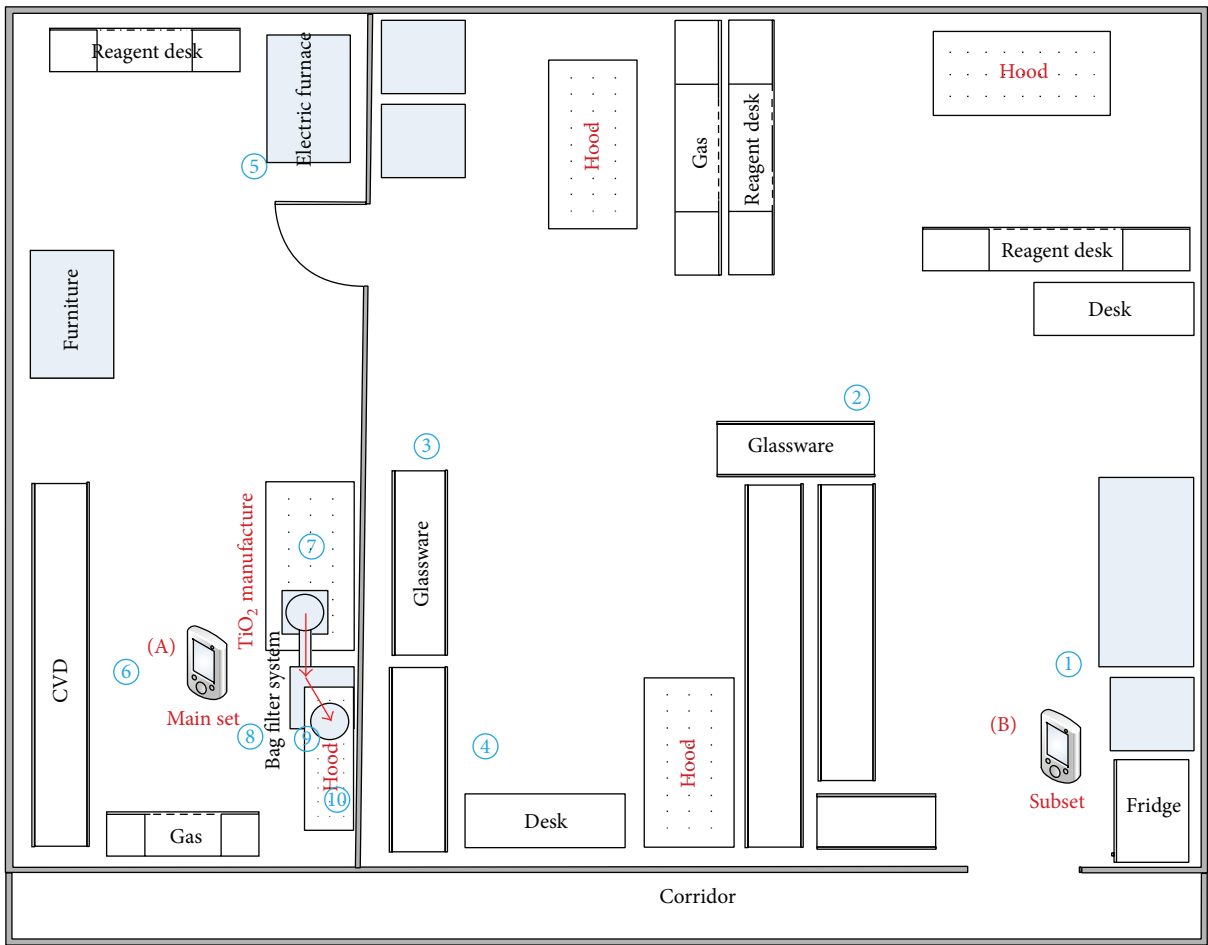 Reagent desk
Electric furnace
⑤
Furniture
Hood
Gas
Reagent desk
Hood
Reagent desk
Desk
②
Glassware
③
Glassware
TiO₂ manufacture
⑦
CVD
⑥
(A)
Main set
⑧
Bag filter system
⑨
Hood
⑩
Gas
④
Desk
Hood
①
(B)
Subset
Fridge
Corridor